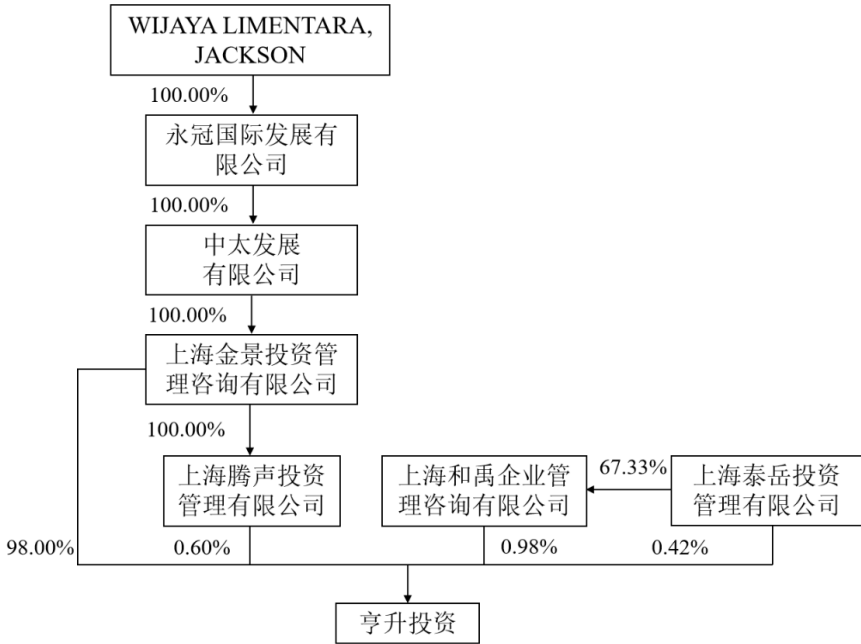 WIJAYA LIMENTARA,
JACKSON
100.00%
永冠国际发展有
限公司
100.00%
中太发展
有限公司
100.00%
上海金景投资管
理咨询有限公司
100.00%
上海腾声投资
管理有限公司
上海和禹企业管
理咨询有限公司
67.33%
上海泰岳投资
管理有限公司
98.00%
0.60%
0.98%
0.42%
亨升投资